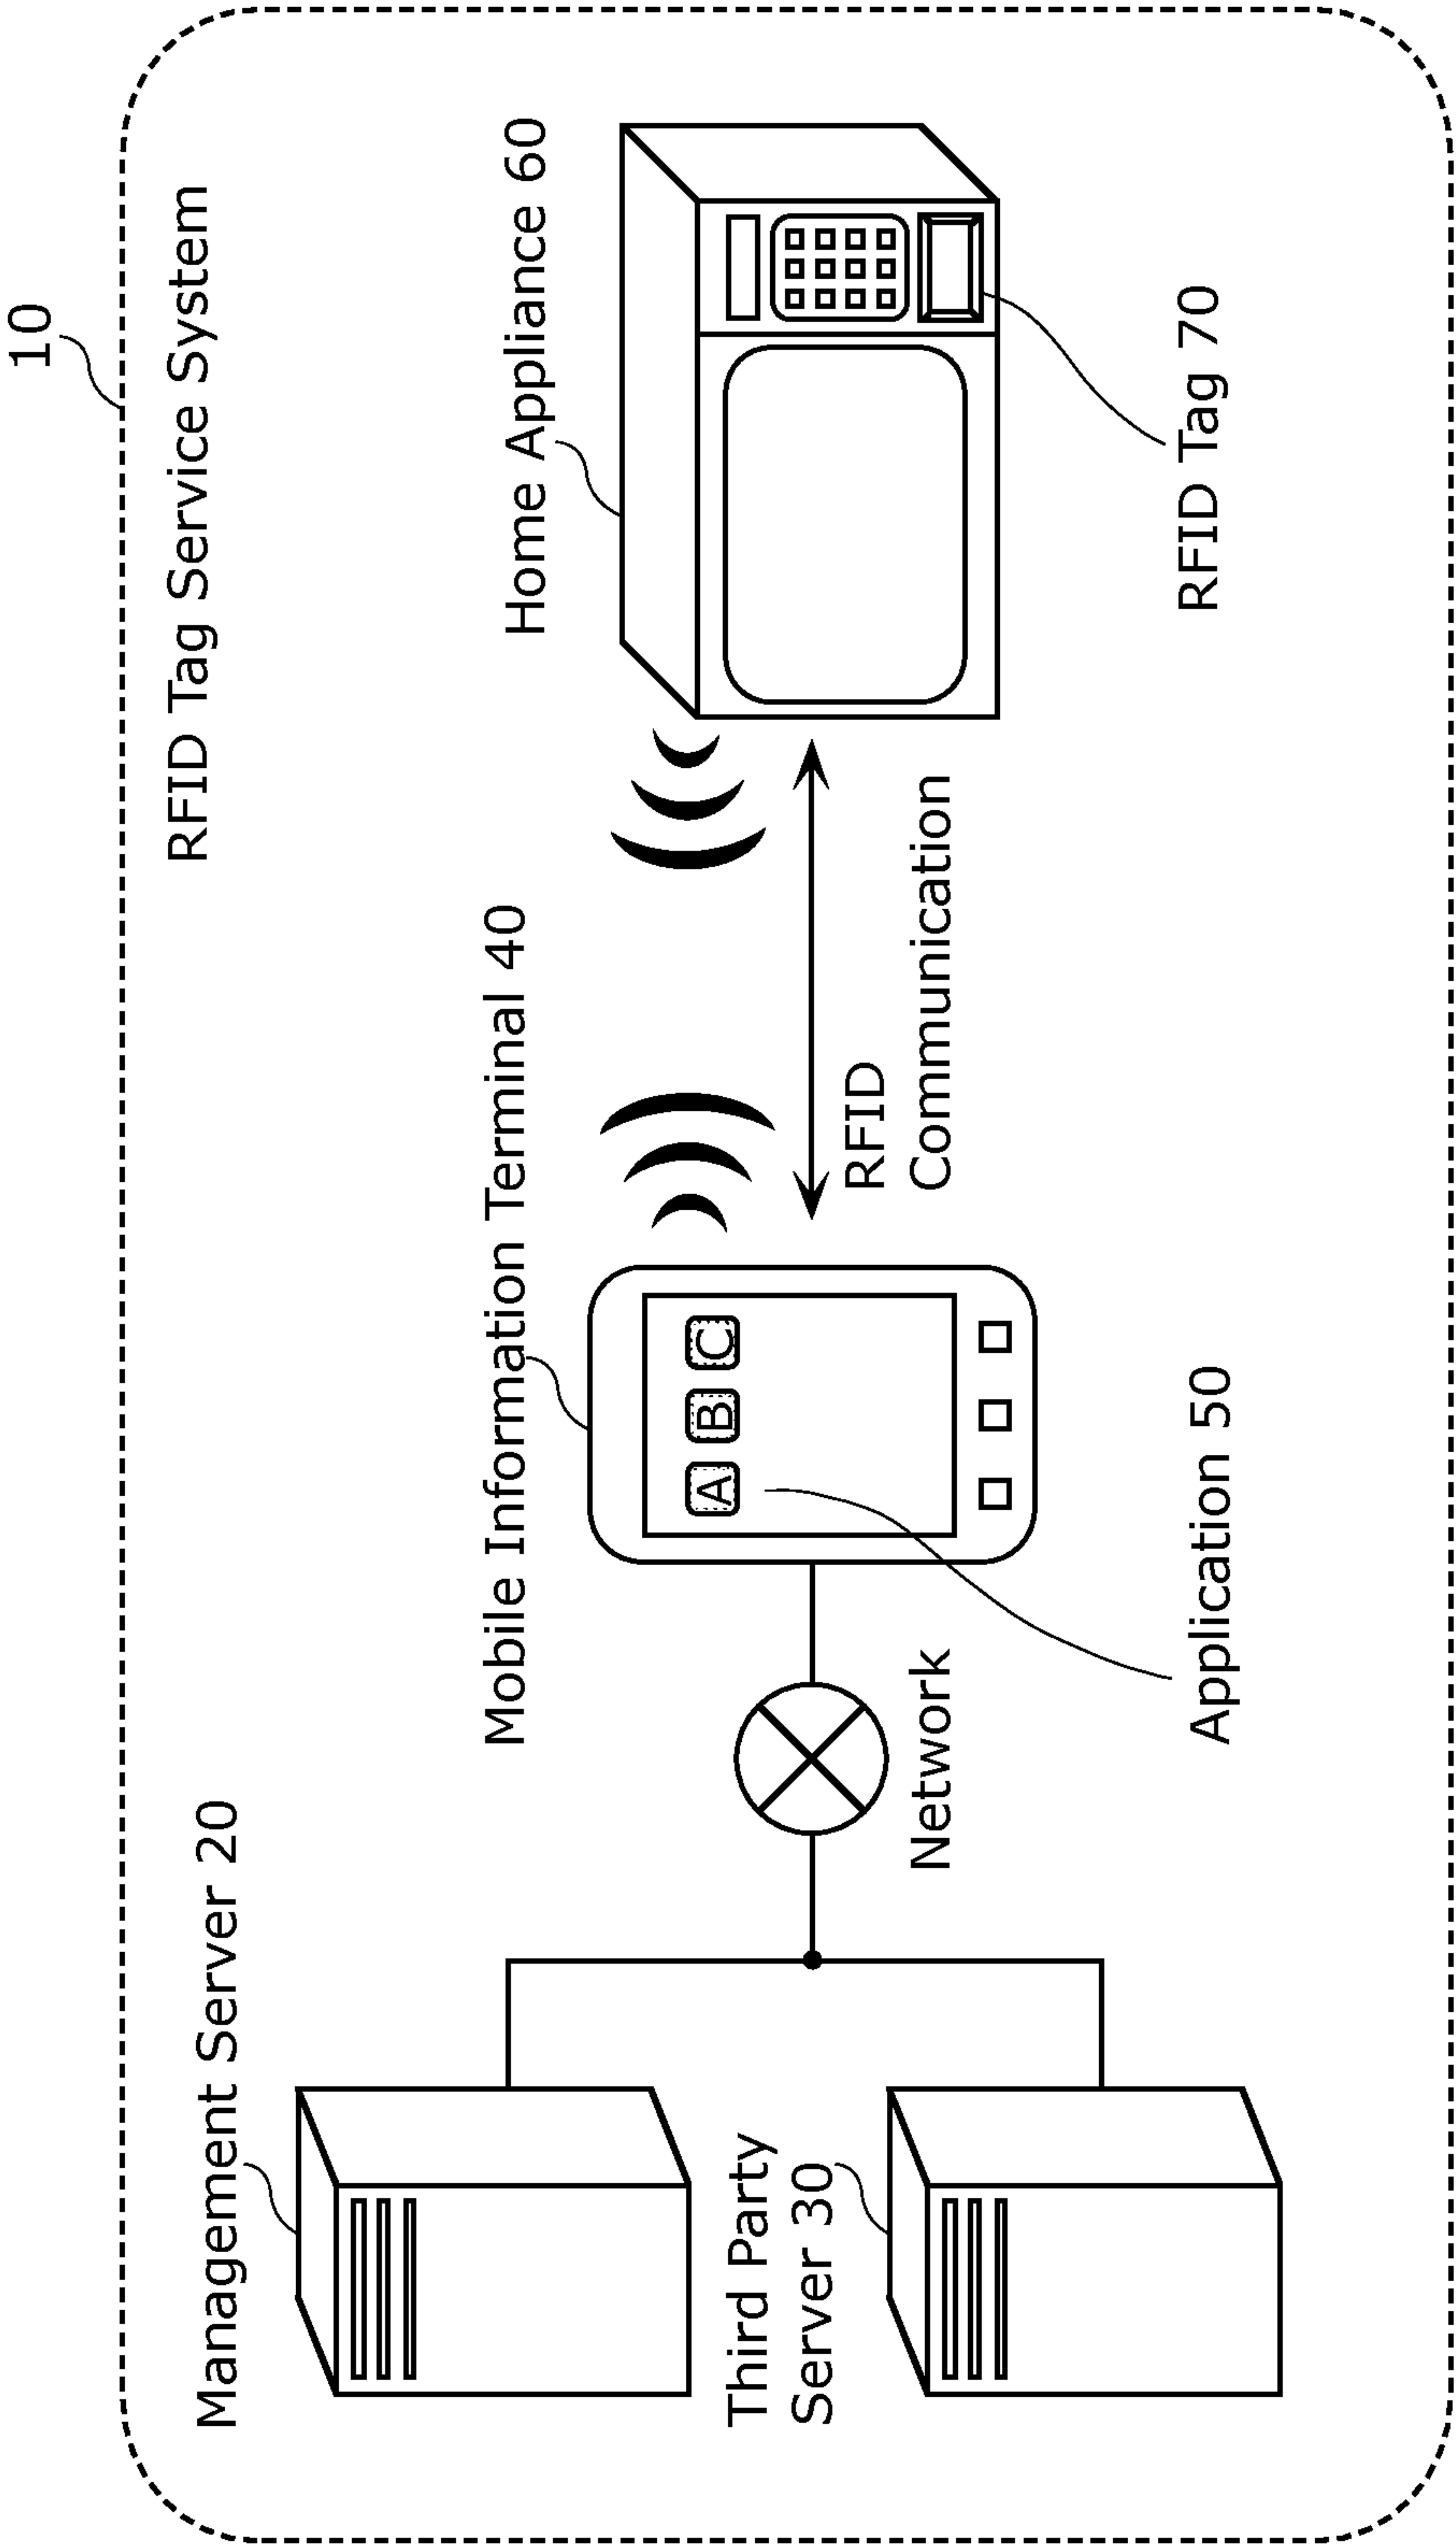 10
RFID Tag Service System
Management Server 20
Mobile Information Terminal 40
Home Appliance 60
Third Party
Server 30
A B C
RFID
Communication
Network
Application 50
RFID Tag 70